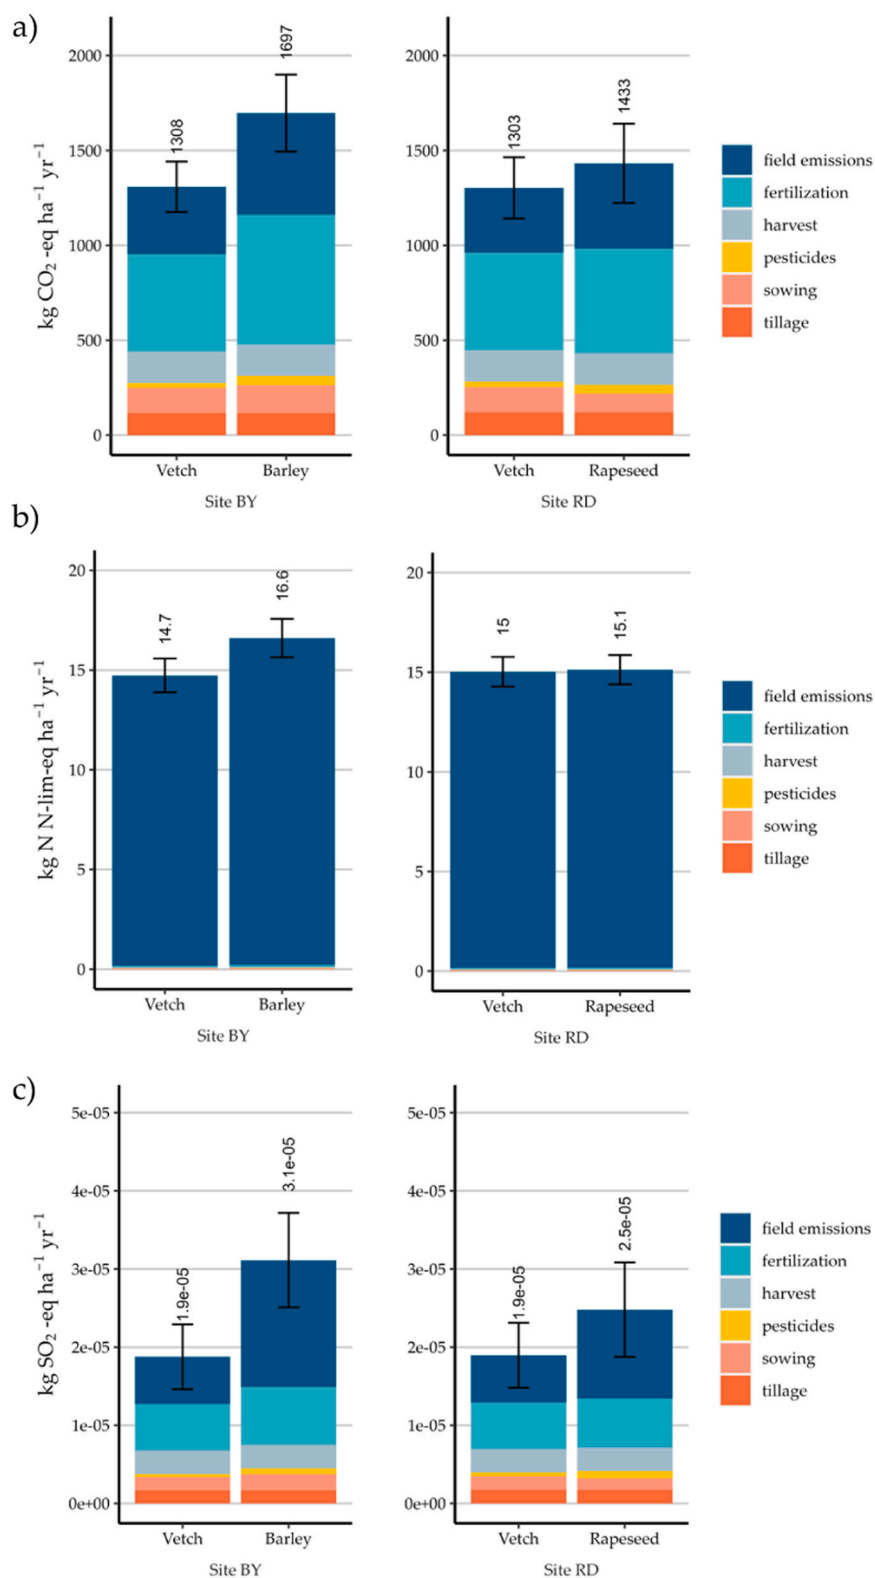 a)
kg CO2 -eq ha−1 yr−1
2000
1500
1000
500
0
1308
1697
Vetch
Barley
Site BY
2000
1500
1000
500
0
1303
1433
Vetch
Rapeseed
Site RD
field emissions
fertilization
harvest
pesticides
sowing
tillage
b)
kg N N-lim-eq ha−1 yr−1
20
15
10
5
0
14.7
16.6
Vetch
Barley
Site BY
20
15
10
5
0
15
15.1
Vetch
Rapeseed
Site RD
field emissions
fertilization
harvest
pesticides
sowing
tillage
c)
kg SO2 -eq ha−1 yr−1
5e-05
4e-05
3e-05
2e-05
1e-05
0e+00
1.9e-05
3.1e-05
Vetch
Barley
Site BY
5e-05
4e-05
3e-05
2e-05
1e-05
0e+00
1.9e-05
2.5e-05
Vetch
Rapeseed
Site RD
field emissions
fertilization
harvest
pesticides
sowing
tillage